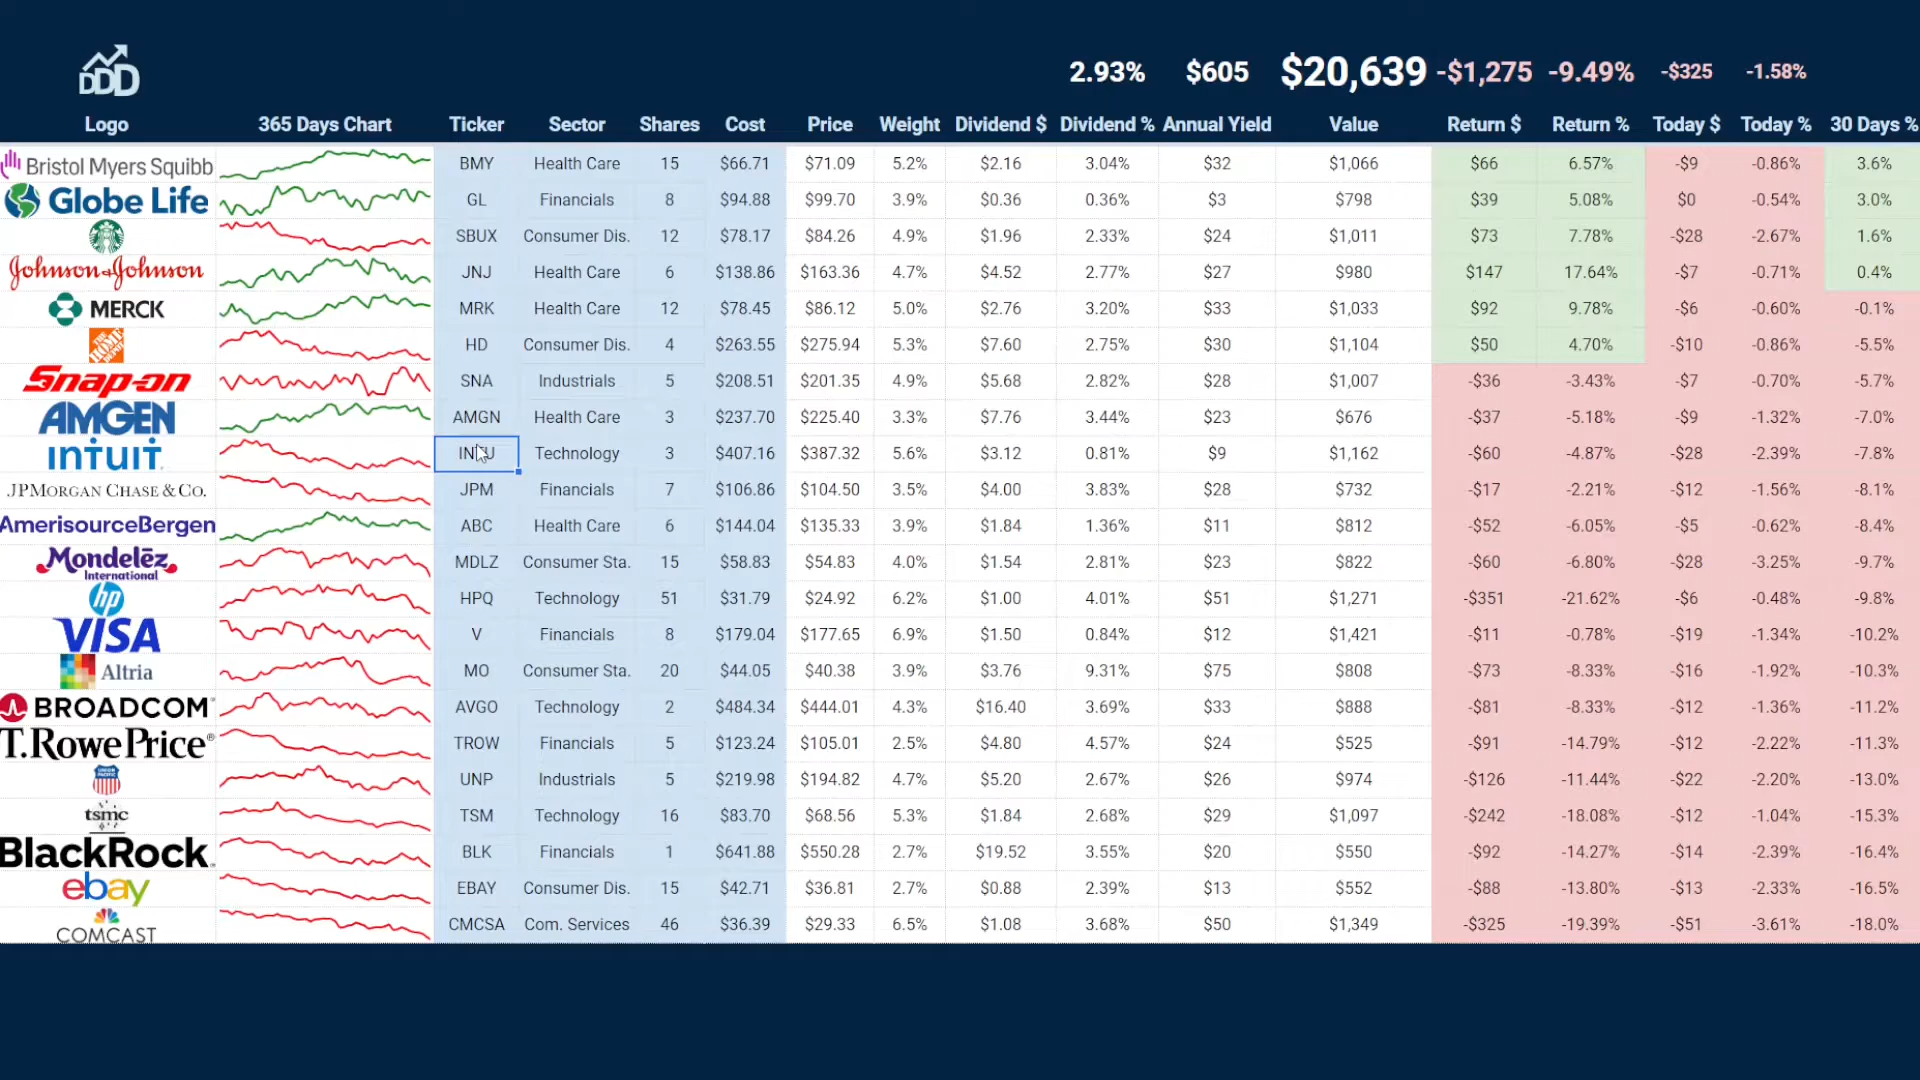 DDD
2.93% $605 $20,639 -$1,275 -9.49% -$325 -1.58%
Logo 365 Days Chart Ticker Sector Shares Cost Price Weight Dividend $ Dividend % Annual Yield Value Return $ Return % Today $ Today % 30 Days %
Bristol Myers Squibb BMY Health Care 15 $66.71 $71.09 5.2% $2.16 3.04% $32 $1,066 $66 6.57% -$9 -0.86% 3.6%
Globe Life GL Financials 8 $94.88 $99.70 3.9% $0.36 0.36% $3 $798 $39 5.08% $0 -0.54% 3.0%
SBUX Consumer Dis. 12 $78.17 $84.26 4.9% $1.96 2.33% $24 $1,011 $73 7.78% -$28 -2.67% 1.6%
Johnson & Johnson JNJ Health Care 6 $138.86 $163.36 4.7% $4.52 2.77% $27 $980 $147 17.64% -$7 -0.71% 0.4%
MERCK MRK Health Care 12 $78.45 $86.12 5.0% $2.76 3.20% $33 $1,033 $92 9.78% -$6 -0.60% -0.1%
THE HOME DEPOT HD Consumer Dis. 4 $263.55 $275.94 5.3% $7.60 2.75% $30 $1,104 $50 4.70% -$10 -0.86% -5.5%
Snap-on SNA Industrials 5 $208.51 $201.35 4.9% $5.68 2.82% $28 $1,007 -$36 -3.43% -$7 -0.70% -5.7%
AMGEN AMGN Health Care 3 $237.70 $225.40 3.3% $7.76 3.44% $23 $676 -$37 -5.18% -$9 -1.32% -7.0%
intuit Technology 3 $407.16 $387.32 5.6% $3.12 0.81% $9 $1,162 -$60 -4.87% -$28 -2.39% -7.8%
JPMORGAN CHASE & CO. JPM Financials 7 $106.86 $104.50 3.5% $4.00 3.83% $28 $732 -$17 -2.21% -$12 -1.56% -8.1%
AmerisourceBergen ABC Health Care 6 $144.04 $135.33 3.9% $1.84 1.36% $11 $812 -$52 -6.05% -$5 -0.62% -8.4%
Mondelēz International MDLZ Consumer Sta. 15 $58.83 $54.83 4.0% $1.54 2.81% $23 $822 -$60 -6.80% -$28 -3.25% -9.7%
hp HPQ Technology 51 $31.79 $24.92 6.2% $1.00 4.01% $51 $1,271 -$351 -21.62% -$6 -0.48% -9.8%
VISA V Financials 8 $179.04 $177.65 6.9% $1.50 0.84% $12 $1,421 -$11 -0.78% -$19 -1.34% -10.2%
Altria MO Consumer Sta. 20 $44.05 $40.38 3.9% $3.76 9.31% $75 $808 -$73 -8.33% -$16 -1.92% -10.3%
BROADCOM AVGO Technology 2 $484.34 $444.01 4.3% $16.40 3.69% $33 $888 -$81 -8.33% -$12 -1.36% -11.2%
T.RowePrice® TROW Financials 5 $123.24 $105.01 2.5% $4.80 4.57% $24 $525 -$91 -14.79% -$12 -2.22% -11.3%
UNION PACIFIC UNP Industrials 5 $219.98 $194.82 4.7% $5.20 2.67% $26 $974 -$126 -11.44% -$22 -2.20% -13.0%
tsmc TSM Technology 16 $83.70 $68.56 5.3% $1.84 2.68% $29 $1,097 -$242 -18.08% -$12 -1.04% -15.3%
BlackRock. BLK Financials 1 $641.88 $550.28 2.7% $19.52 3.55% $20 $550 -$92 -14.27% -$14 -2.39% -16.4%
ebay EBAY Consumer Dis. 15 $42.71 $36.81 2.7% $0.88 2.39% $13 $552 -$88 -13.80% -$13 -2.33% -16.5%
COMCAST CMCSA Com. Services 46 $36.39 $29.33 6.5% $1.08 3.68% $50 $1,349 -$325 -19.39% -$51 -3.61% -18.0%